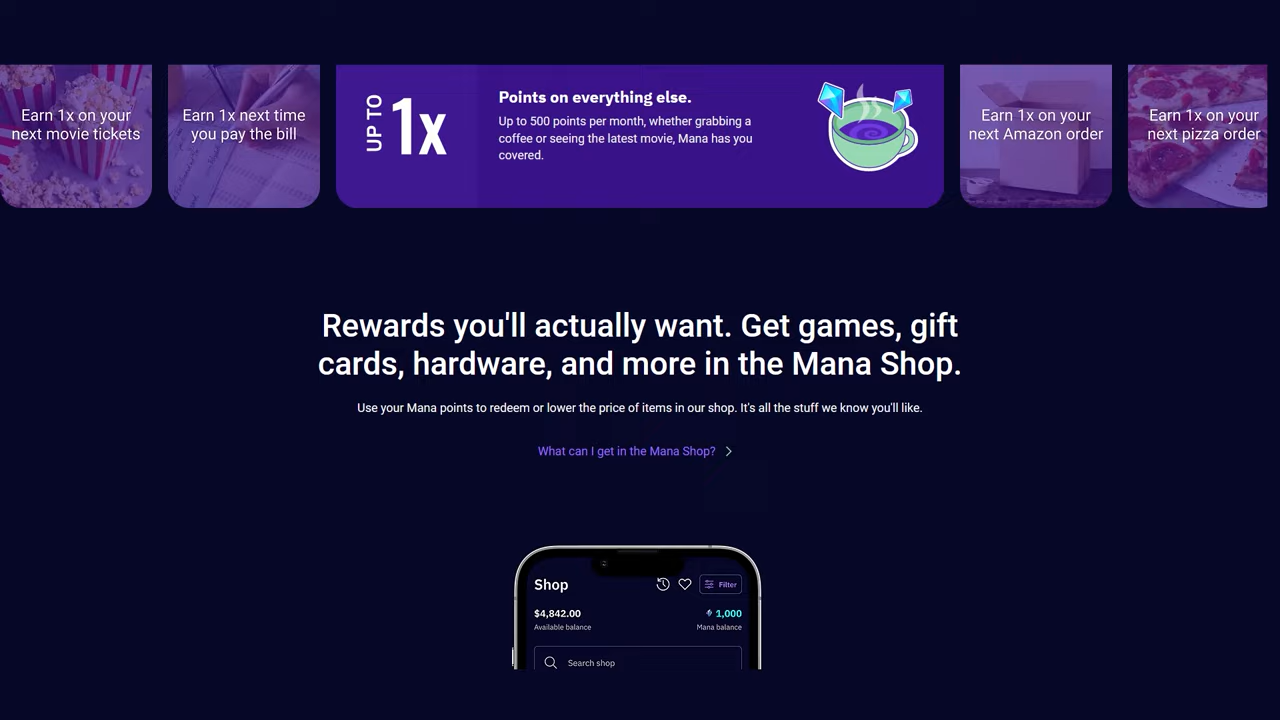 Earn 1x on your
next movie tickets
Earn 1x next time
you pay the bill
UP TO
1x
Points on everything else.
Up to 500 points per month, whether grabbing a
coffee or seeing the latest movie, Mana has you
covered.
Earn 1x on your
next Amazon order
Earn 1x on your
next pizza order
Rewards you'll actually want. Get games, gift
cards, hardware, and more in the Mana Shop.
Use your Mana points to redeem or lower the price of items in our shop. It's all the stuff we know you'll like.
What can I get in the Mana Shop?
Shop
Filter
$4,842.00
1,000
Available balance
Mana balance
Search shop